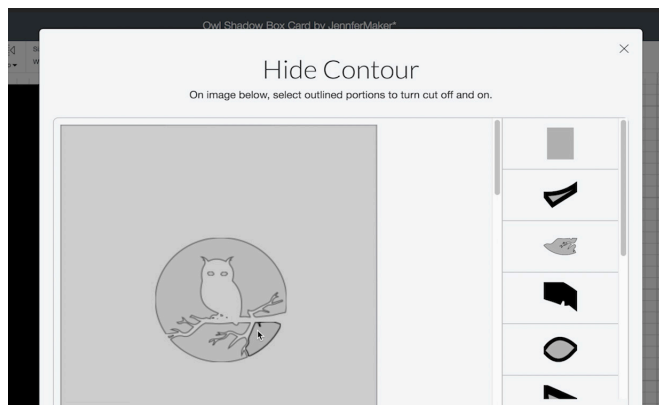 Owl Shadow Box Card by JennferMaker*
Hide Contour
On image below, select outlined portions to turn cut off and on.